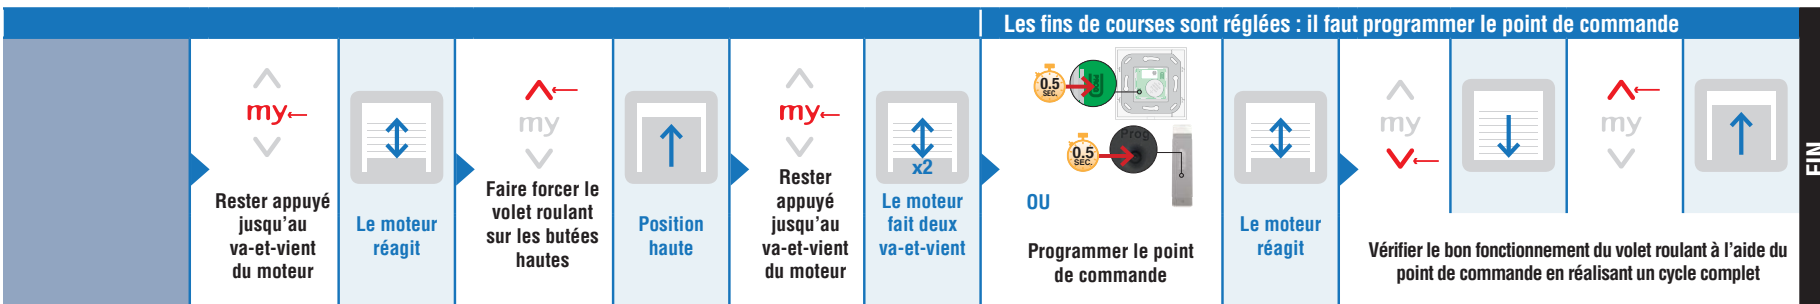 Les fins de courses sont réglées : il faut programmer le point de commande
my
Rester appuyé
jusqu'au
va-et-vient
du moteur
Le moteur
réagit
my
Faire forcer le
volet roulant
sur les butées
hautes
Position
haute
my
Rester
appuyé
jusqu'au
va-et-vient
du moteur
x2
Le moteur
fait deux
va-et-vient
0.5
SEC.
PROG
0.5
SEC.
Prog
OU
Programmer le point
de commande
Le moteur
réagit
my
my
Vérifier le bon fonctionnement du volet roulant à l'aide du
point de commande en réalisant un cycle complet
FIN